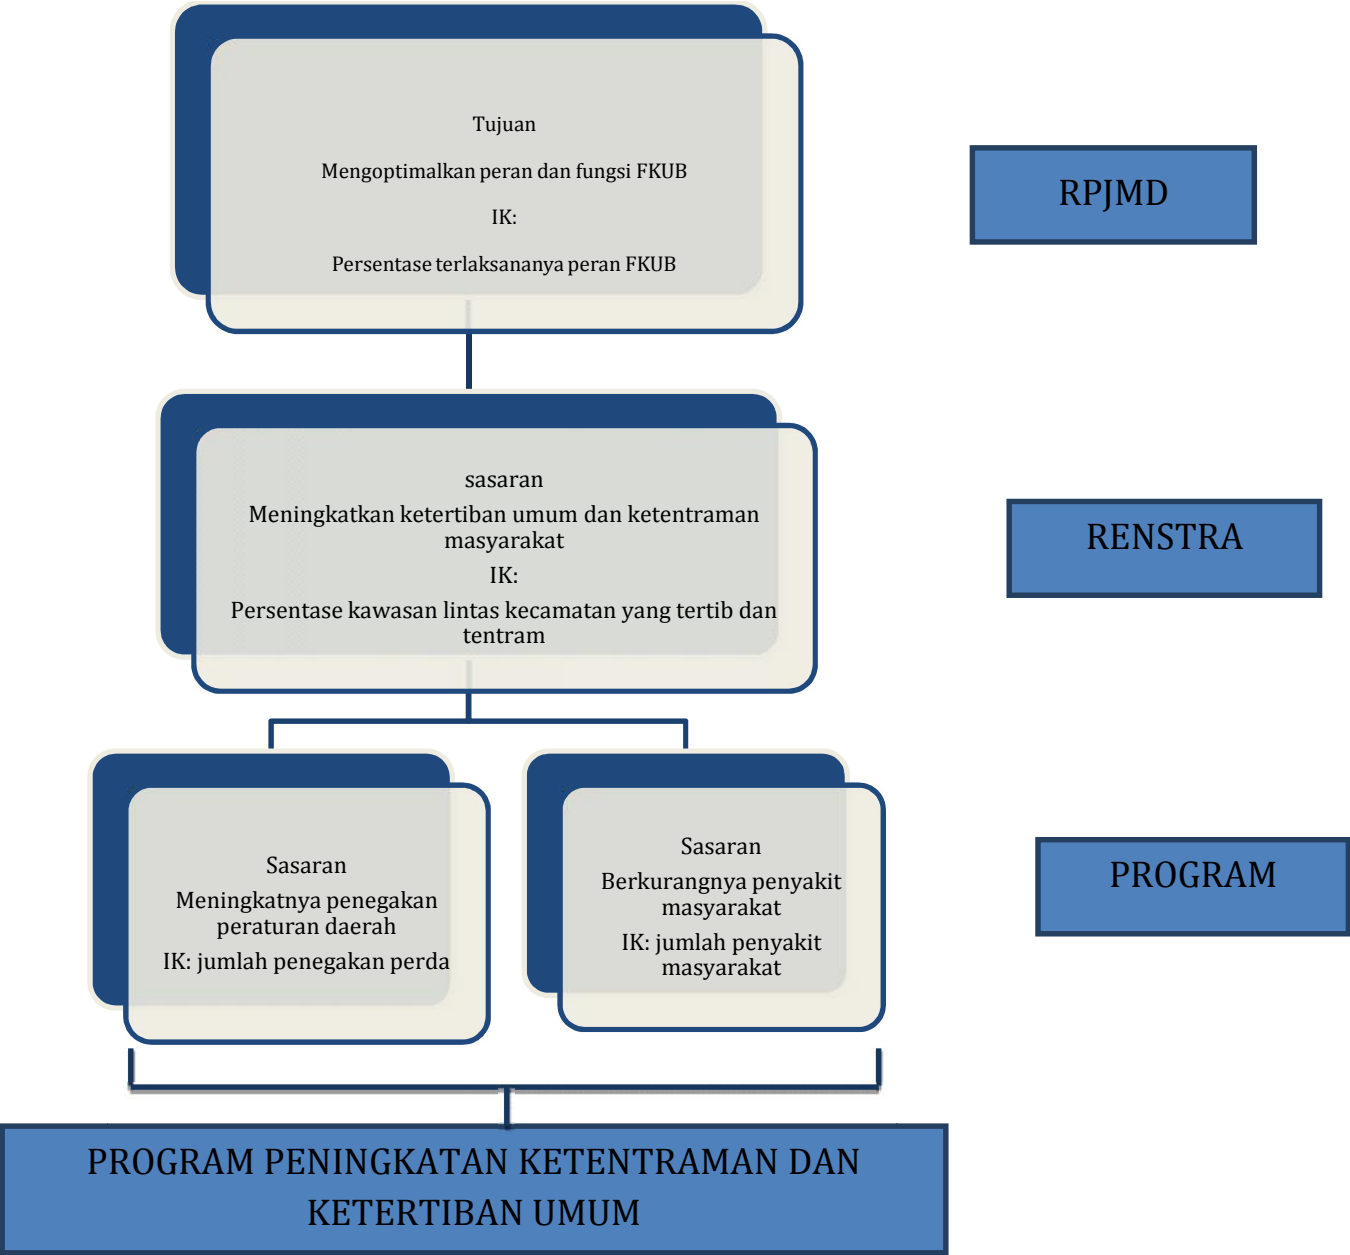 Tujuan
Mengoptimalkan peran dan fungsi FKUB
IK:
Persentase terlaksananya peran FKUB
RPJMD
sasaran
Meningkatkan ketertiban umum dan ketentraman
masyarakat
IK:
Persentase kawasan lintas kecamatan yang tertib dan
tentram
RENSTRA
Sasaran
Meningkatnya penegakan
peraturan daerah
IK: jumlah penegakan perda
Sasaran
Berkurangnya penyakit
masyarakat
IK: jumlah penyakit
masyarakat
PROGRAM
PROGRAM PENINGKATAN KETENTRAMAN DAN
KETERTIBAN UMUM